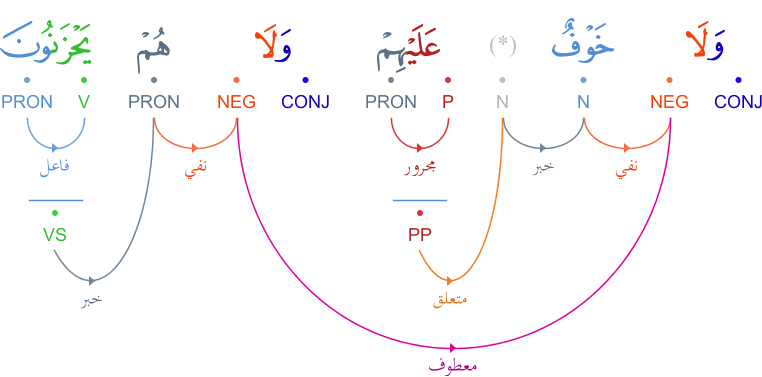 وَلَا خَوْفٌ (*) عَلَيْهِمْ وَلَا هُمْ يَحْزَنُونَ
CONJ NEG N N P PRON CONJ NEG PRON V PRON
نفي خبر مجرور نفي فاعل
PP VS
متعلق خبر
معطوف